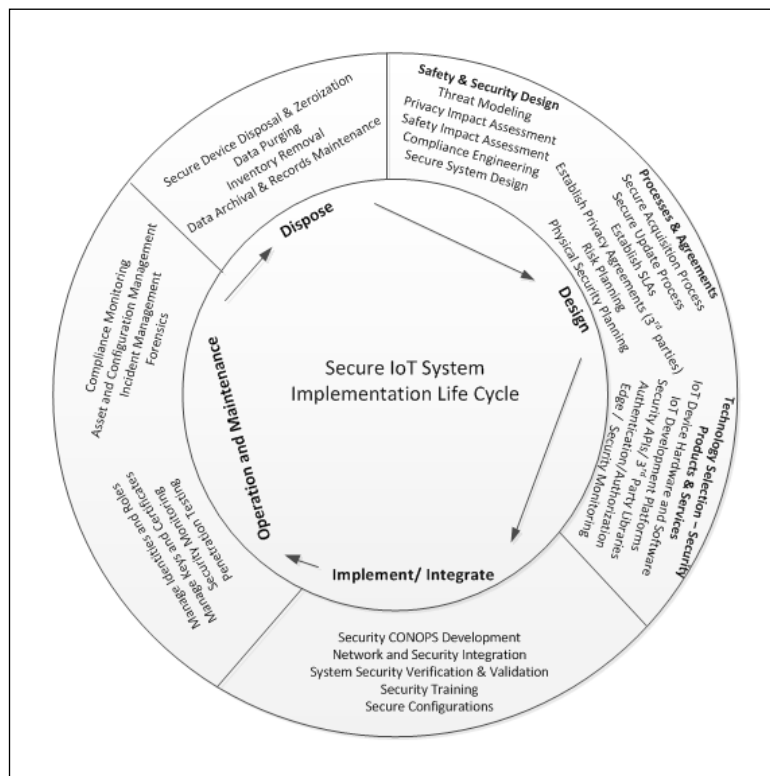 Safety & Security Design
Threat Modeling
Privacy Impact Assessment
Safety Impact Assessment
Compliance Engineering
Secure System Design
Processes & Agreements
Secure Acquisition Process
Secure Update Process
Establish SLAs
Establish Privacy Agreements (3rd parties)
Risk Planning
Physical Security Planning
Technology Selection – Security
Products & Services
IoT Device Hardware and Software
IoT Development Platforms
Security APIs/ 3rd Party Libraries
Authentication/Authorization
Edge / Security Monitoring
Security CONOPS Development
Network and Security Integration
System Security Verification & Validation
Security Training
Secure Configurations
Manage Identities and Roles
Manage Keys and Certificates
Security Monitoring
Penetration Testing
Compliance Monitoring
Asset and Configuration Management
Incident Management
Forensics
Secure Device Disposal & Zeroization
Data Purging
Inventory Removal
Data Archival & Records Maintenance
Dispose
Design
Implement/ Integrate
Operation and Maintenance
Secure IoT System
Implementation Life Cycle